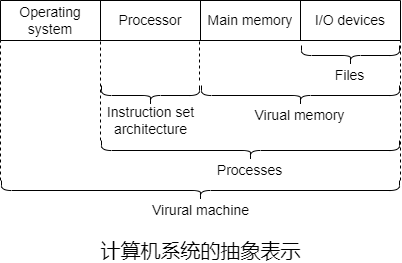 Operating
system
Processor
Main memory
I/O devices
Files
Instruction set
architecture
Virual memory
Processes
Virural machine
计算机系统的抽象表示